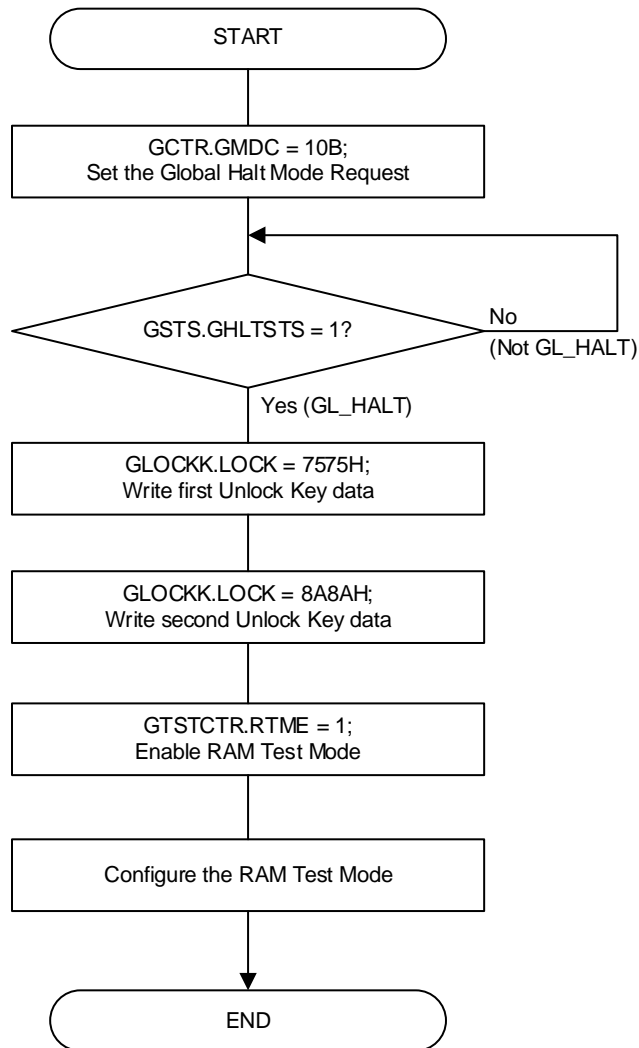 START
GCTR.GMDC = 10B;
Set the Global Halt Mode Request
GSTS.GHLTSTS = 1?
No
(Not GL_HALT)
Yes (GL_HALT)
GLOCKK.LOCK = 7575H;
Write first Unlock Key data
GLOCKK.LOCK = 8A8AH;
Write second Unlock Key data
GTSTCTR.RTME = 1;
Enable RAM Test Mode
Configure the RAM Test Mode
END